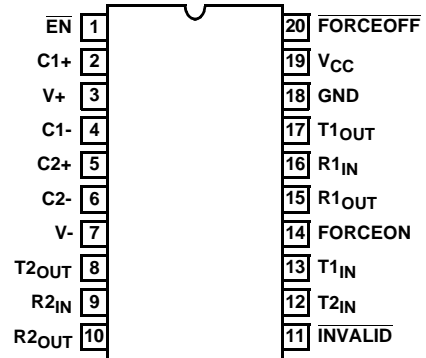 EN 1 20 FORCEOFF
C1+ 2 19 VCC
V+ 3 18 GND
C1- 4 17 T1OUT
C2+ 5 16 R1IN
C2- 6 15 R1OUT
V- 7 14 FORCEON
T2OUT 8 13 T1IN
R2IN 9 12 T2IN
R2OUT 10 11 INVALID